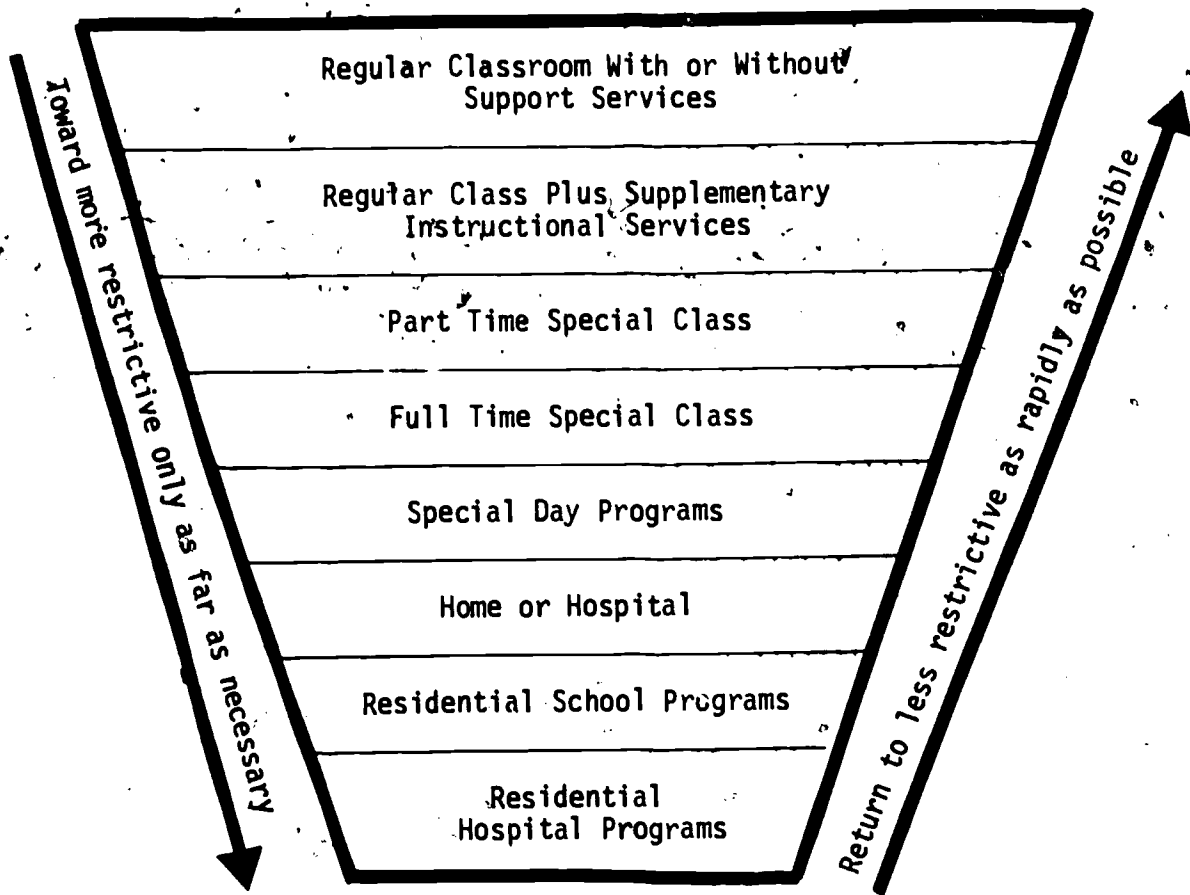 Regular Classroom With or Without
Support Services
Regular Class Plus Supplementary
Instructional Services
Part Time Special Class
Full Time Special Class
Special Day Programs
Home or Hospital
Residential School Programs
Residential
Hospital Programs
Toward more restrictive only as far as necessary
Return to less restrictive as rapidly as possible